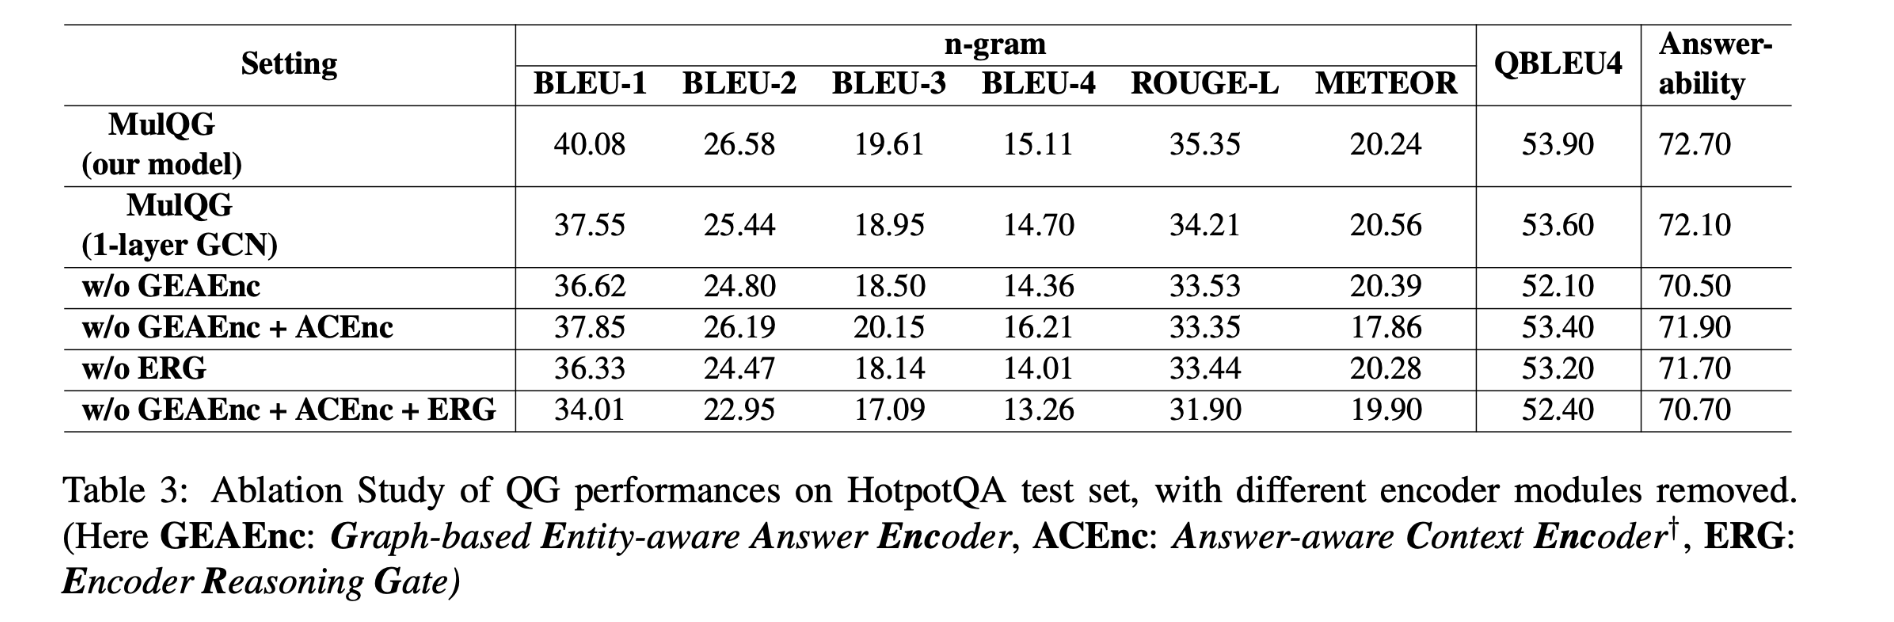 Setting n-gram QBLEU4 Answer-ability
BLEU-1 BLEU-2 BLEU-3 BLEU-4 ROUGE-L METEOR
MulQG (our model) 40.08 26.58 19.61 15.11 35.35 20.24 53.90 72.70
MulQG (1-layer GCN) 37.55 25.44 18.95 14.70 34.21 20.56 53.60 72.10
w/o GEAEnc 36.62 24.80 18.50 14.36 33.53 20.39 52.10 70.50
w/o GEAEnc + ACEnc 37.85 26.19 20.15 16.21 33.35 17.86 53.40 71.90
w/o ERG 36.33 24.47 18.14 14.01 33.44 20.28 53.20 71.70
w/o GEAEnc + ACEnc + ERG 34.01 22.95 17.09 13.26 31.90 19.90 52.40 70.70
Table 3: Ablation Study of QG performances on HotpotQA test set, with different encoder modules removed.
(Here GEAEnc: Graph-based Entity-aware Answer Encoder, ACEnc: Answer-aware Context Encoder†, ERG:
Encoder Reasoning Gate)